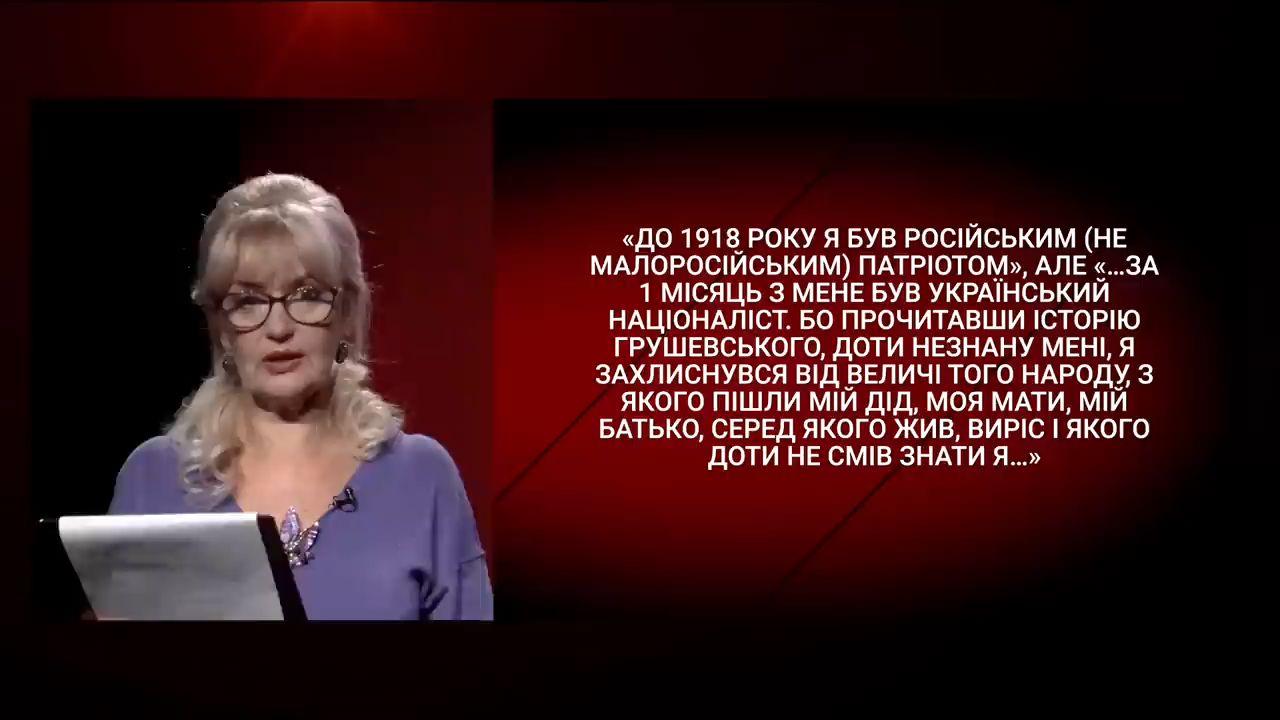 «ДО 1918 РОКУ Я БУВ РОСІЙСЬКИМ (НЕ
МАЛОРОСІЙСЬКИМ) ПАТРІОТОМ», АЛЕ «...ЗА
1 МІСЯЦЬ З МЕНЕ БУВ УКРАЇНСЬКИЙ
НАЦІОНАЛІСТ. БО ПРОЧИТАВШИ ІСТОРІЮ
ГРУШЕВСЬКОГО, ДОТИ НЕЗНАНУ МЕНІ, Я
ЗАХЛИСНУВСЯ ВІД ВЕЛИЧІ ТОГО НАРОДУ, З
ЯКОГО ПІШЛИ МІЙ ДІД, МОЯ МАТИ, МІЙ
БАТЬКО, СЕРЕД ЯКОГО ЖИВ, ВИРІС І ЯКОГО
ДОТИ НЕ СМІВ ЗНАТИ Я...»